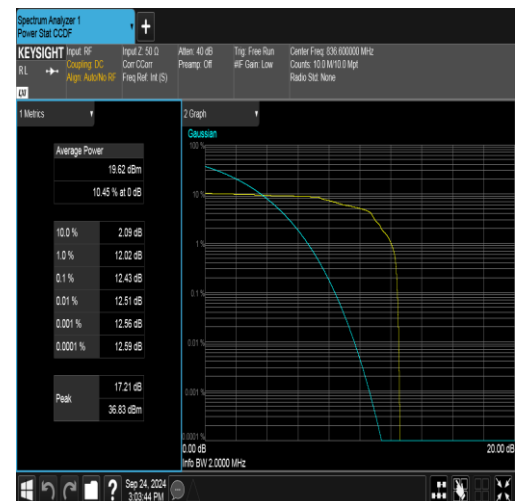 Spectrum Analyzer 1
Power Stat CCDF
+
KEYSIGHT
RL
LXI
Input: RF
Coupling: DC
Align: Auto/No RF
Input Z: 50 Ω
Corr CCorr
Freq Ref: Int (S)
Atten: 40 dB
Preamp: Off
Trig: Free Run
#IF Gain: Low
Center Freq: 836.600000 MHz
Counts: 10.0 M/10.0 Mpt
Radio Std: None
1 Metrics
Average Power
19.62 dBm
10.45 % at 0 dB
10.0 % 2.09 dB
1.0 % 12.02 dB
0.1 % 12.43 dB
0.01 % 12.51 dB
0.001 % 12.56 dB
0.0001 % 12.59 dB
Peak
17.21 dB
36.83 dBm
2 Graph
Gaussian
100 %
10 %
1 %
0.1 %
0.01 %
0.001 %
0.0001 %
0.00 dB
20.00 dB
Info BW 2.0000 MHz
?
Sep 24, 2024
3:03:44 PM